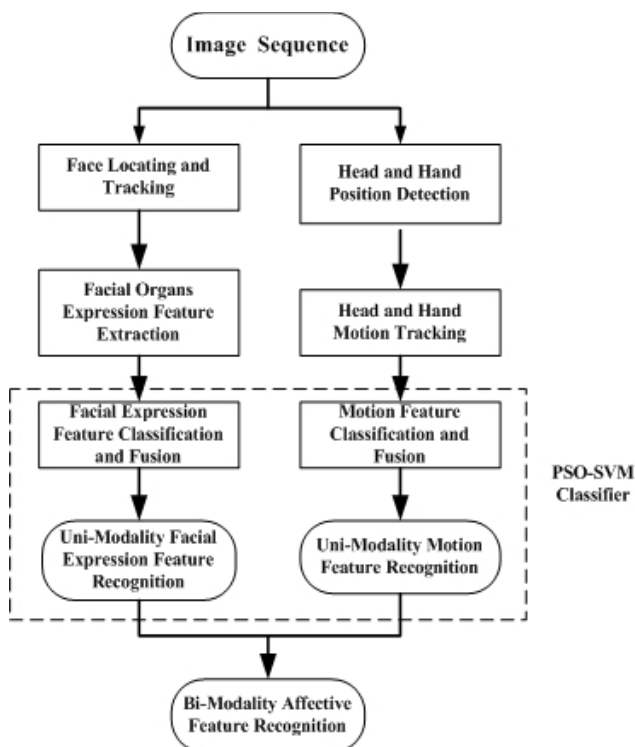 Image Sequence
Face Locating and
Tracking
Head and Hand
Position Detection
Facial Organs
Expression Feature
Extraction
Head and Hand
Motion Tracking
Facial Expression
Feature Classification
and Fusion
Motion Feature
Classification and
Fusion
PSO-SVM
Classifier
Uni-Modality Facial
Expression Feature
Recognition
Uni-Modality Motion
Feature Recognition
Bi-Modality Affective
Feature Recognition